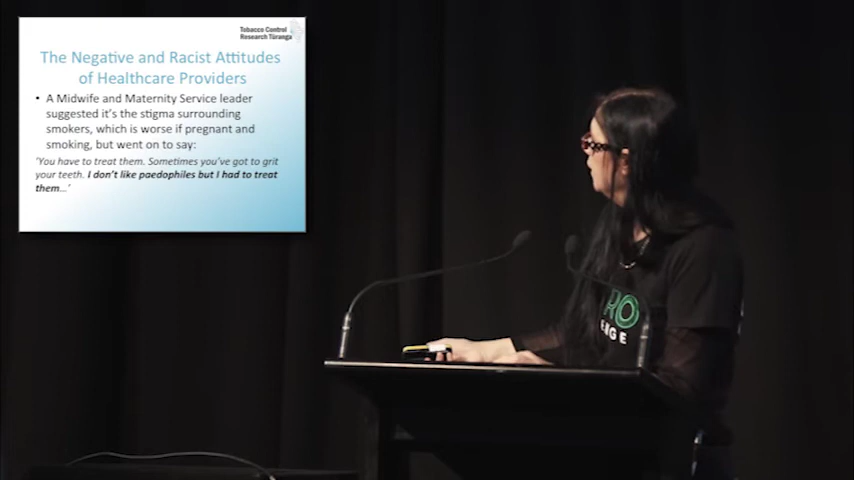 Tobacco Control
Research Tūranga
The Negative and Racist Attitudes
of Healthcare Providers
• A Midwife and Maternity Service leader
suggested it's the stigma surrounding
smokers, which is worse if pregnant and
smoking, but went on to say:
'You have to treat them. Sometimes you've got to grit
your teeth. I don't like paedophiles but I had to treat
them...'
RO
ENGE